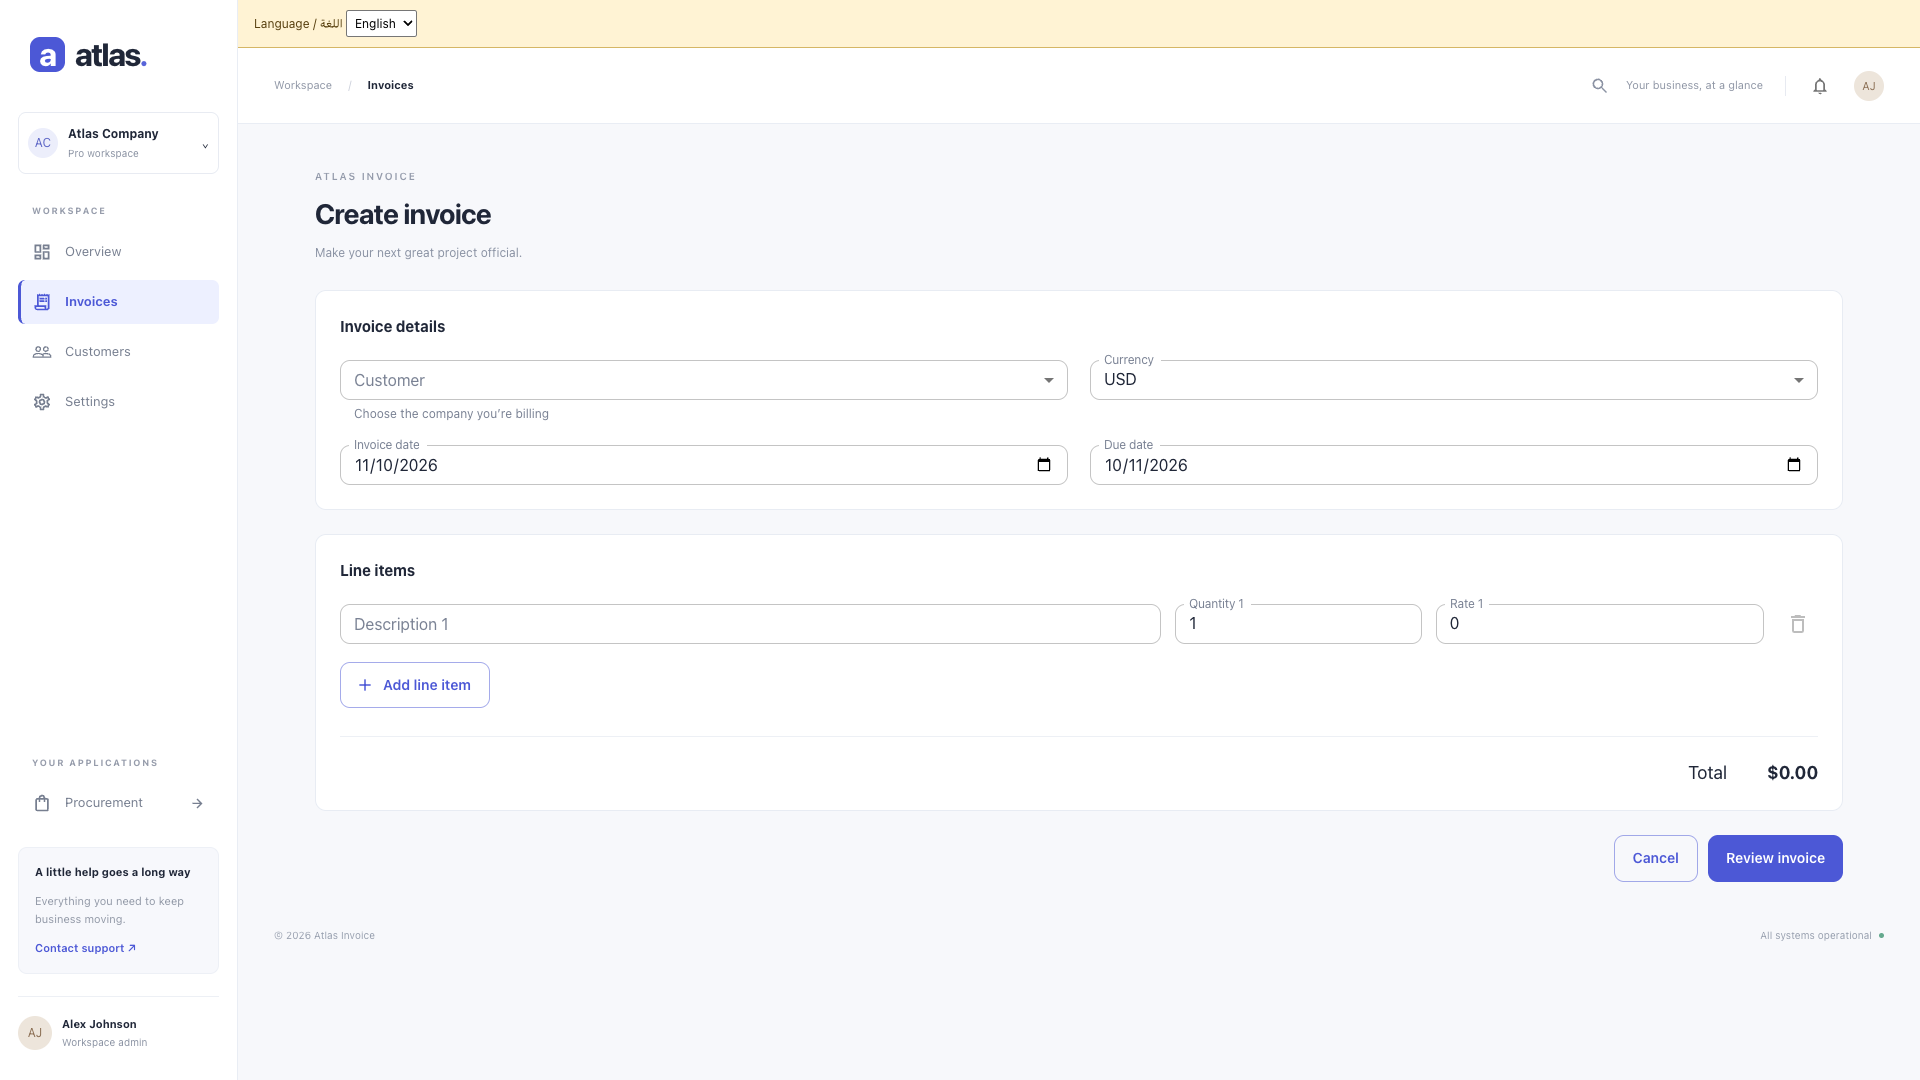 Language / اللغة English
a atlas.
Workspace / Invoices
Your business, at a glance
AJ
AC
Atlas Company
Pro workspace
WORKSPACE
Overview
Invoices
Customers
Settings
ATLAS INVOICE
Create invoice
Make your next great project official.
Invoice details
Customer
Choose the company you're billing
Currency
USD
Invoice date
11/10/2026
Due date
10/11/2026
Line items
Description 1
Quantity 1
1
Rate 1
0
Add line item
Total $0.00
Cancel
Review invoice
YOUR APPLICATIONS
Procurement
A little help goes a long way
Everything you need to keep
business moving.
Contact support ↗
© 2026 Atlas Invoice
All systems operational
AJ
Alex Johnson
Workspace admin